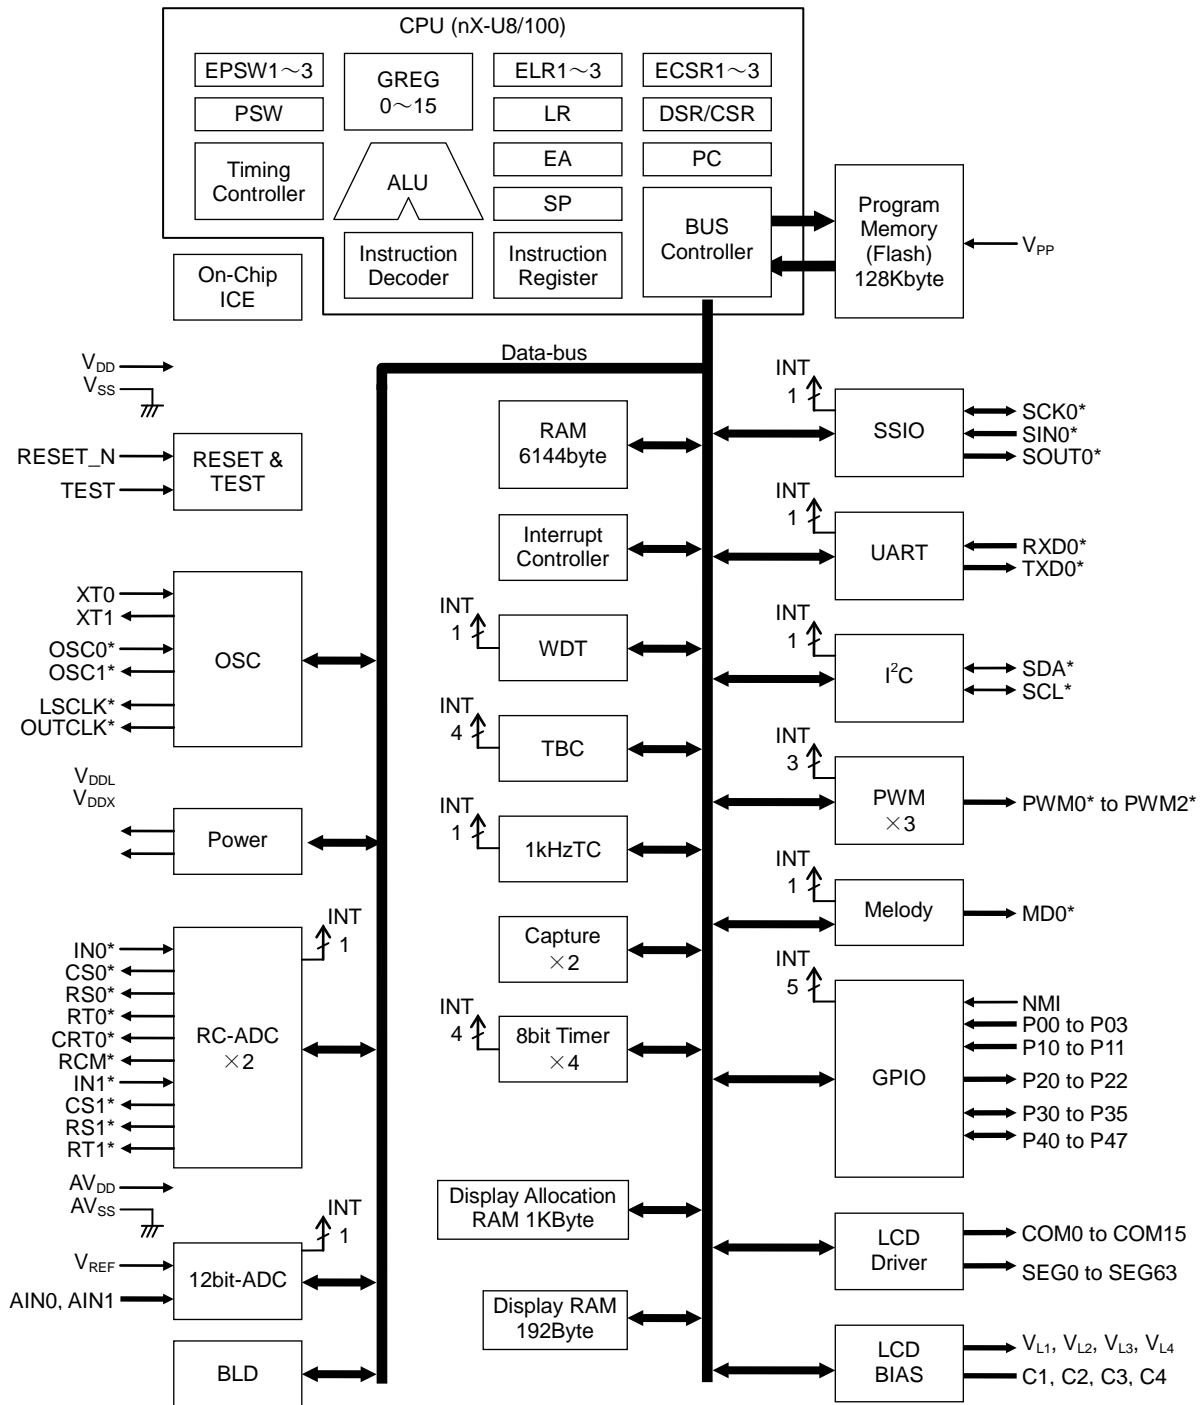 CPU (nX-U8/100)
EPSW1～3
GREG
0～15
ELR1～3
ECSR1～3
PSW
LR
DSR/CSR
Timing
Controller
ALU
EA
PC
SP
BUS
Controller
Program
Memory
(Flash)
128Kbyte
VPP
On-Chip
ICE
Instruction
Decoder
Instruction
Register
Data-bus
VDD
VSS
RESET_N
TEST
RESET &
TEST
XT0
XT1
OSC0*
OSC1*
LSCLK*
OUTCLK*
OSC
VDDL
VDDX
Power
IN0*
CS0*
RS0*
RT0*
CRT0*
RCM*
IN1*
CS1*
RS1*
RT1*
RC-ADC
×2
INT
1
AVDD
AVSS
VREF
AIN0, AIN1
12bit-ADC
INT
1
BLD
RAM
6144byte
Interrupt
Controller
INT
1
WDT
INT
4
TBC
INT
1
1kHzTC
Capture
×2
INT
4
8bit Timer
×4
Display Allocation
RAM 1KByte
Display RAM
192Byte
INT
1
SSIO
SCK0*
SIN0*
SOUT0*
INT
1
UART
RXD0*
TXD0*
INT
1
I²C
SDA*
SCL*
INT
3
PWM
×3
PWM0* to PWM2*
INT
1
Melody
MD0*
INT
5
GPIO
NMI
P00 to P03
P10 to P11
P20 to P22
P30 to P35
P40 to P47
LCD
Driver
COM0 to COM15
SEG0 to SEG63
LCD
BIAS
VL1, VL2, VL3, VL4
C1, C2, C3, C4